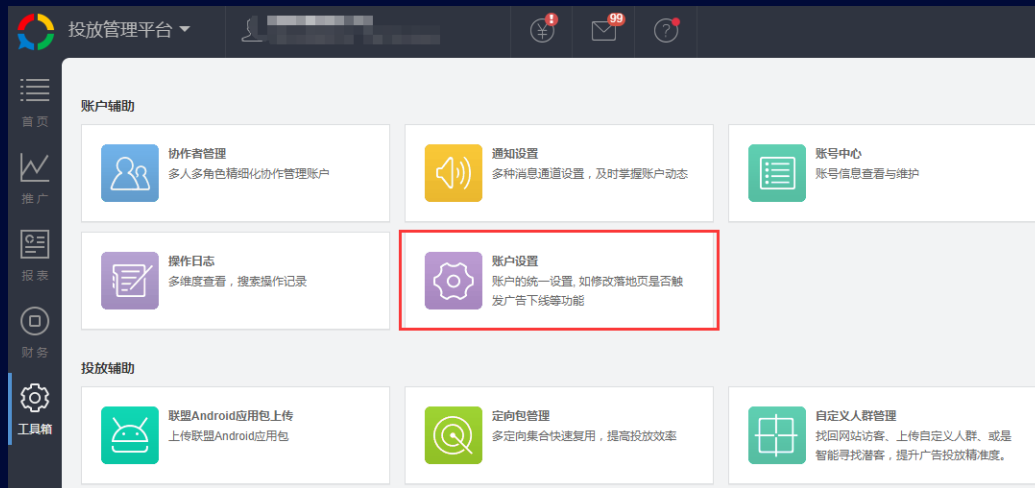 投放管理平台
99
首页
推广
报表
财务
工具箱
账户辅助
协作者管理
多人多角色精细化协作管理账户
通知设置
多种消息通道设置，及时掌握账户动态
账号中心
账号信息查看与维护
操作日志
多维度查看，搜索操作记录
账户设置
账户的统一设置, 如修改落地页是否触
发广告下线等功能
投放辅助
联盟Android应用包上传
上传联盟Android应用包
定向包管理
多定向集合快速复用，提高投放效率
自定义人群管理
找回网站访客、上传自定义人群、或是
智能寻找潜客，提升广告投放精准度。